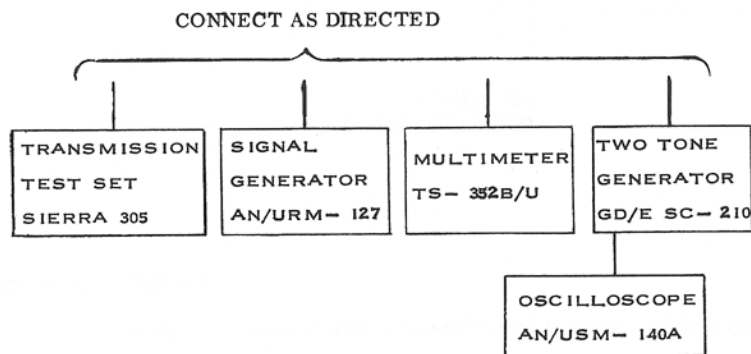 CONNECT AS DIRECTED
TRANSMISSION
TEST SET
SIERRA 305
SIGNAL
GENERATOR
AN/URM- 127
MULTIMETER
TS- 352B/U
TWO TONE
GENERATOR
GD/E SC- 210
OSCILLOSCOPE
AN/USM- 140A